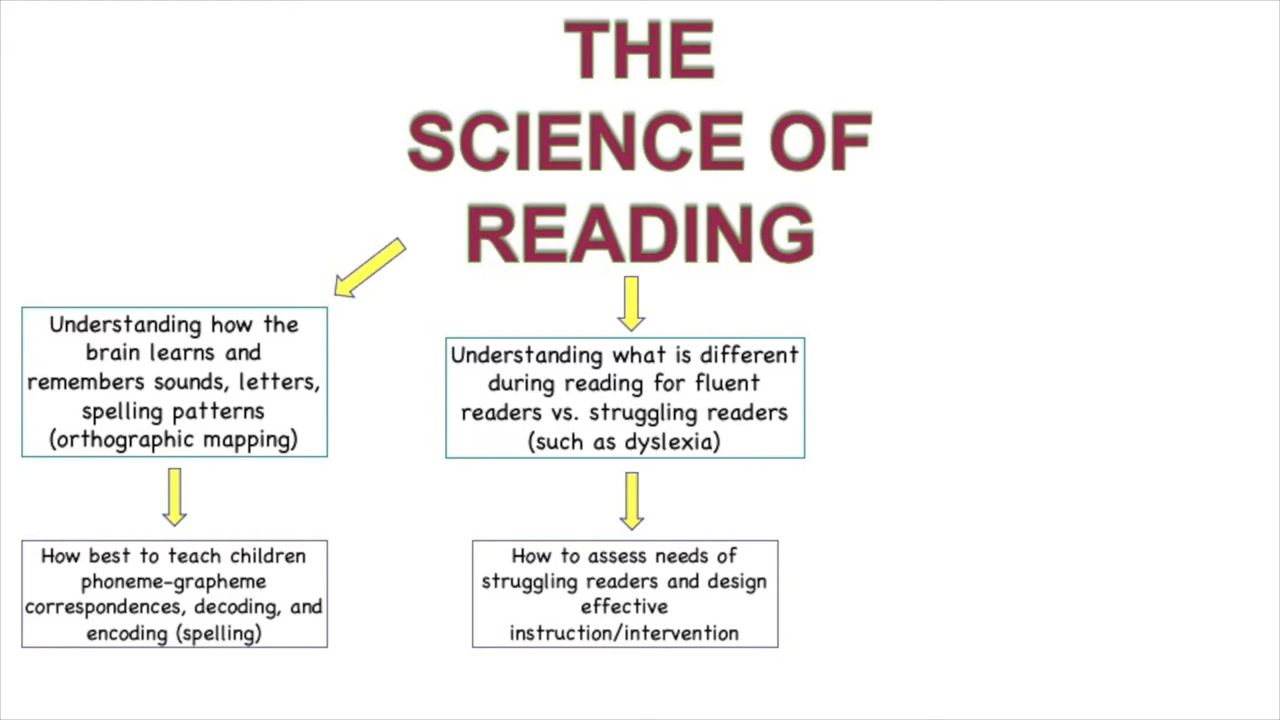 THE
SCIENCE OF
READING
Understanding how the
brain learns and
remembers sounds, letters,
spelling patterns
(orthographic mapping)
Understanding what is different
during reading for fluent
readers vs. struggling readers
(such as dyslexia)
How best to teach children
phoneme-grapheme
correspondences, decoding, and
encoding (spelling)
How to assess needs of
struggling readers and design
effective
instruction/intervention